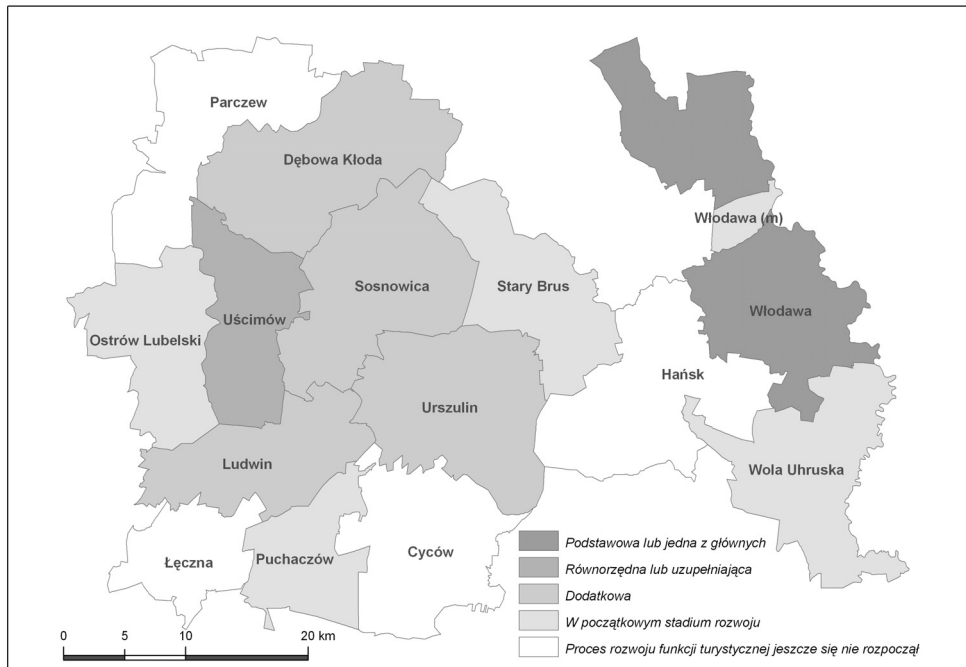 Parczew
Dębowa Kłoda
Włodawa (m)
Sosnowica
Stary Brus
Uścimów
Włodawa
Ostrów Lubelski
Hańsk
Urszulin
Ludwin
Wola Uhruska
Łęczna
Puchaczów
Cyców
Podstawowa lub jedna z głównych
Równorzędna lub uzupełniająca
Dodatkowa
W początkowym stadium rozwoju
Proces rozwoju funkcji turystycznej jeszcze się nie rozpoczął
0 5 10 20 km